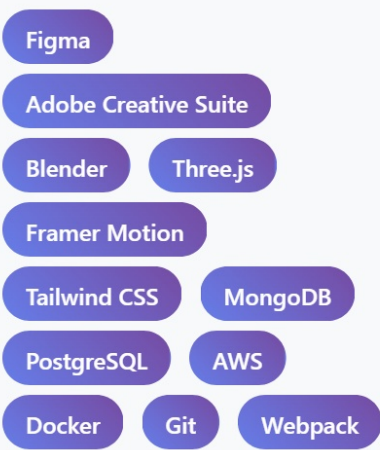 Figma
Adobe Creative Suite
Blender Three.js
Framer Motion
Tailwind CSS MongoDB
PostgreSQL AWS
Docker Git Webpack